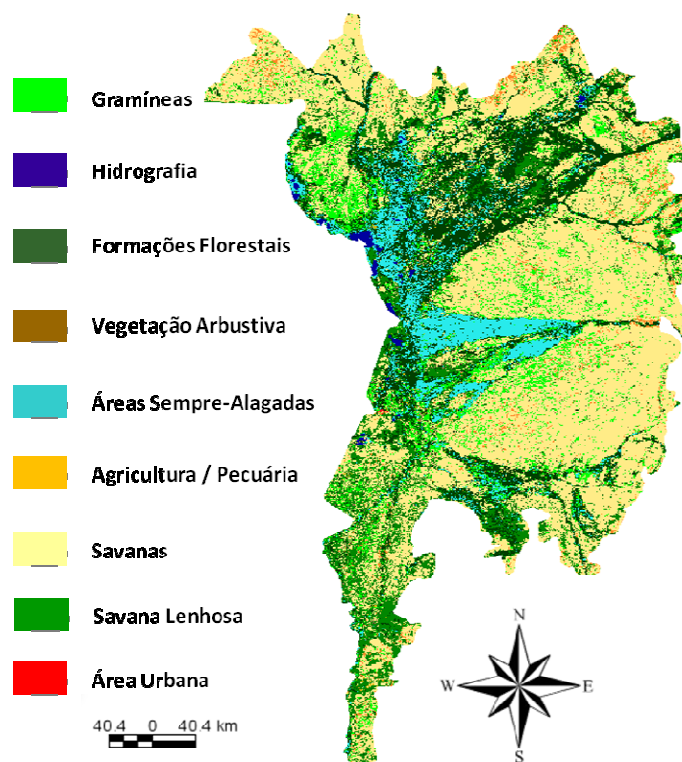 Gramíneas
Hidrografia
Formações Florestais
Vegetação Arbustiva
Áreas Sempre-Alagadas
Agricultura / Pecuária
Savanas
Savana Lenhosa
Área Urbana
40.4 0 40.4 km
N
W E
S